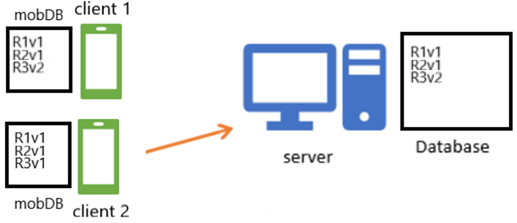 mobDB
client 1
R1v1
R2v1
R3v2
R1v1
R2v1
R3v1
mobDB
client 2
server
R1v1
R2v1
R3v2
Database